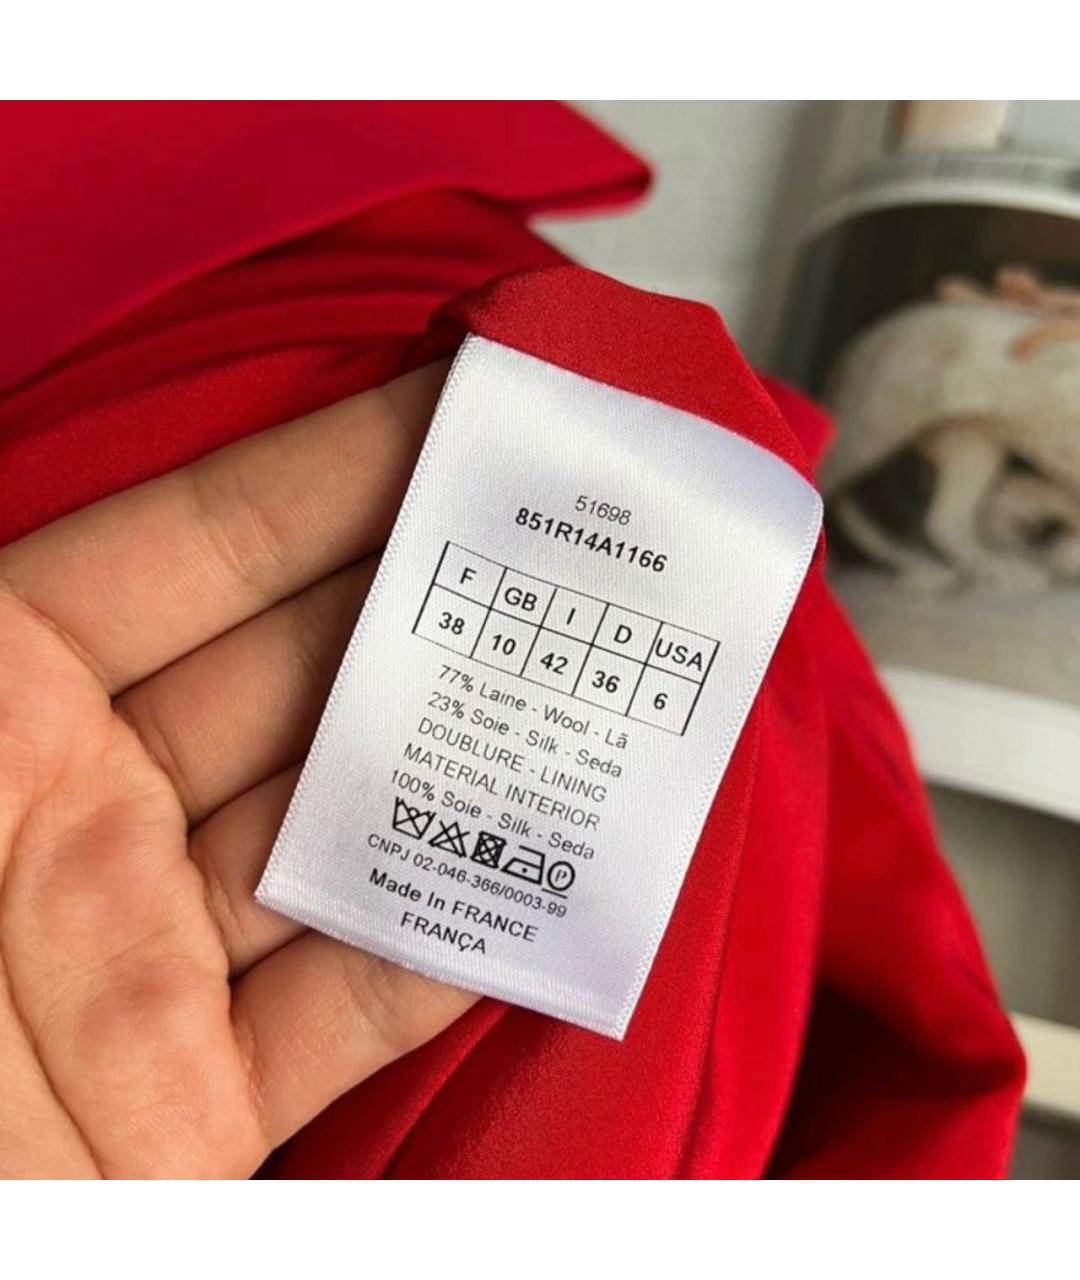 51698
851R14A1166
F GB I D USA
38 10 42 36 6
77% Laine - Wool - Lã
23% Soie - Silk - Seda
DOUBLURE - LINING
MATERIAL INTERIOR
100% Soie - Silk - Seda
P
CNPJ 02-046-366/0003-99
Made In FRANCE
FRANÇA